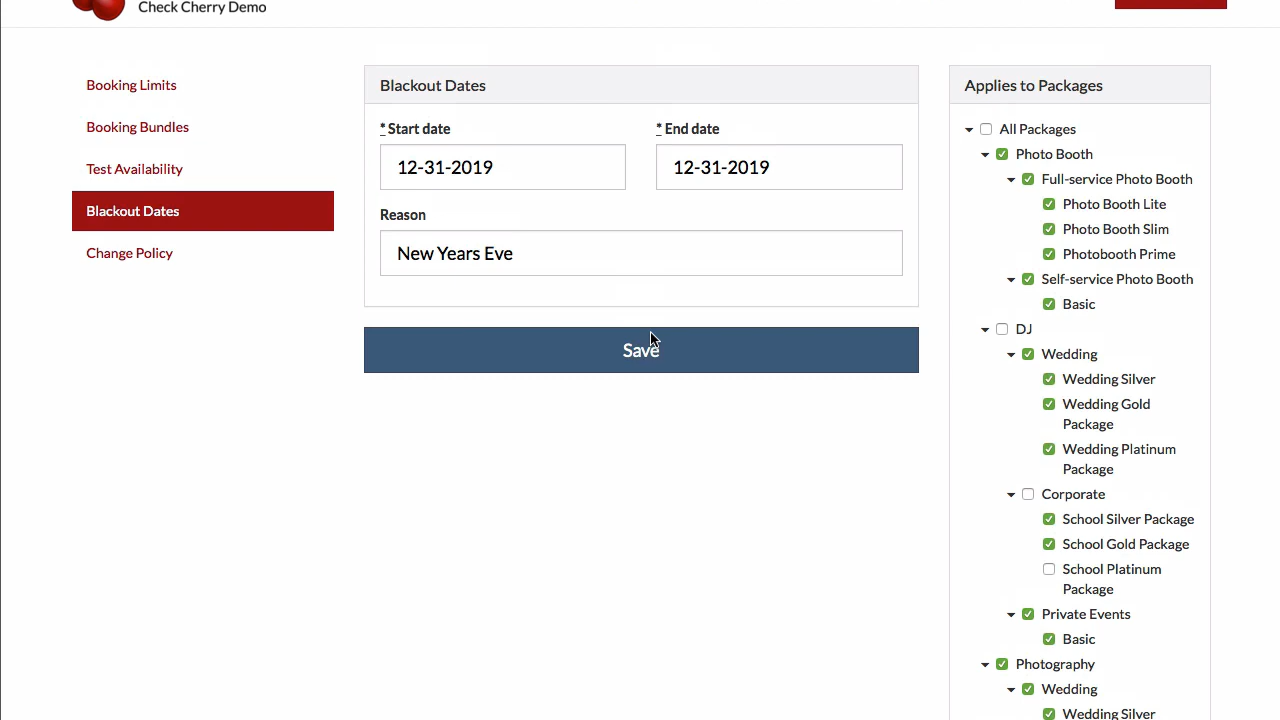 Check Cherry Demo
Booking Limits
Booking Bundles
Test Availability
Blackout Dates
Change Policy
Blackout Dates
* Start date
* End date
12-31-2019
12-31-2019
Reason
New Years Eve
Save
Applies to Packages
All Packages
Photo Booth
Full-service Photo Booth
Photo Booth Lite
Photo Booth Slim
Photobooth Prime
Self-service Photo Booth
Basic
DJ
Wedding
Wedding Silver
Wedding Gold
Package
Wedding Platinum
Package
Corporate
School Silver Package
School Gold Package
School Platinum
Package
Private Events
Basic
Photography
Wedding
Wedding Silver